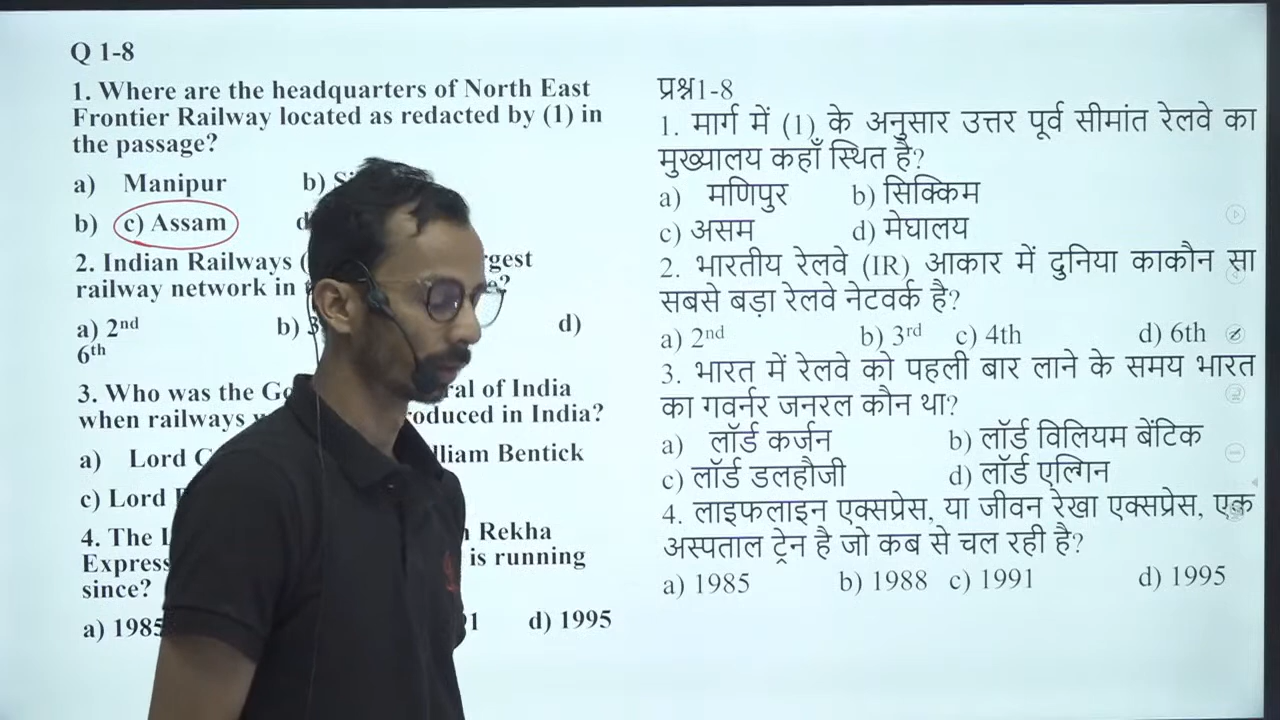 Q 1-8
1. Where are the headquarters of North East
Frontier Railway located as redacted by (1) in
the passage?
a) Manipur b)
b) c) Assam
2. Indian Railways
railway network in
a) 2nd b) d)
6th
3. Who was the of India
when railways in India?
a) Lord Bentick
c) Lord
4. The Rekha
is running
since?
a) d) 1995
प्रश्न1-8
1. मार्ग में (1) के अनुसार उत्तर पूर्व सीमांत रेलवे का
मुख्यालय कहाँ स्थित है?
a) मणिपुर b) सिक्किम
c) असम d) मेघालय
2. भारतीय रेलवे (IR) आकार में दुनिया काकौन सा
सबसे बड़ा रेलवे नेटवर्क है?
a) 2nd b) 3rd c) 4th d) 6th
3. भारत में रेलवे को पहली बार लाने के समय भारत
का गवर्नर जनरल कौन था?
a) लॉर्ड कर्जन b) लॉर्ड विलियम बेंटिक
c) लॉर्ड डलहौजी d) लॉर्ड एल्गिन
4. लाइफलाइन एक्सप्रेस, या जीवन रेखा एक्सप्रेस, एक
अस्पताल ट्रेन है जो कब से चल रही है?
a) 1985 b) 1988 c) 1991 d) 1995